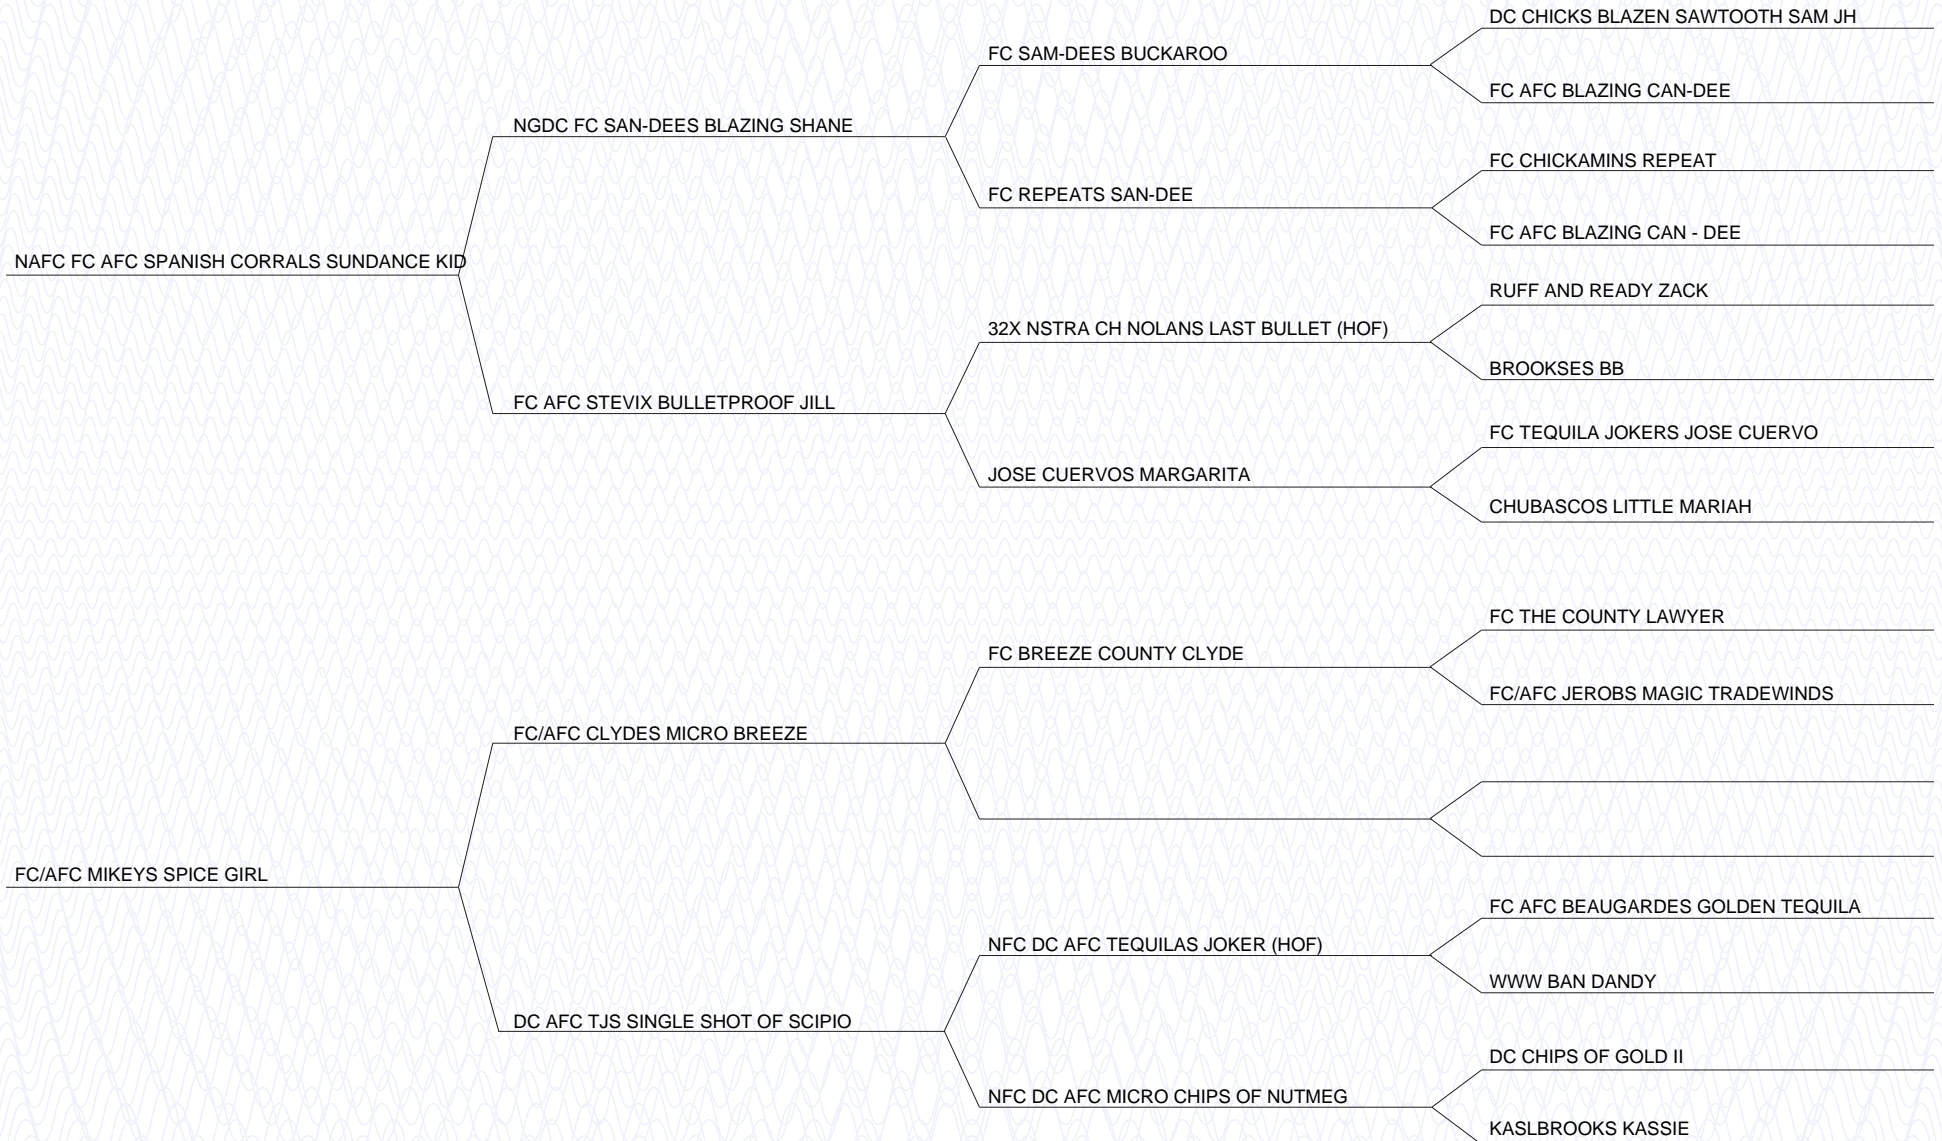 DC CHICKS BLAZEN SAWTOOTH SAM JH
FC SAM-DEES BUCKAROO
FC AFC BLAZING CAN-DEE
NGDC FC SAN-DEES BLAZING SHANE
FC CHICKAMINS REPEAT
FC REPEATS SAN-DEE
FC AFC BLAZING CAN - DEE
NAFC FC AFC SPANISH CORRALS SUNDANCE KID
RUFF AND READY ZACK
32X NSTRA CH NOLANS LAST BULLET (HOF)
BROOKSES BB
FC AFC STEVIX BULLETPROOF JILL
FC TEQUILA JOKERS JOSE CUERVO
JOSE CUERVOS MARGARITA
CHUBASCOS LITTLE MARIAH
FC THE COUNTY LAWYER
FC BREEZE COUNTY CLYDE
FC/AFC JEROBS MAGIC TRADEWINDS
FC/AFC CLYDES MICRO BREEZE
FC/AFC MIKEYS SPICE GIRL
FC AFC BEAUGARDES GOLDEN TEQUILA
NFC DC AFC TEQUILAS JOKER (HOF)
WWW BAN DANDY
DC AFC TJS SINGLE SHOT OF SCIPIO
DC CHIPS OF GOLD II
NFC DC AFC MICRO CHIPS OF NUTMEG
KASLBROOKS KASSIE